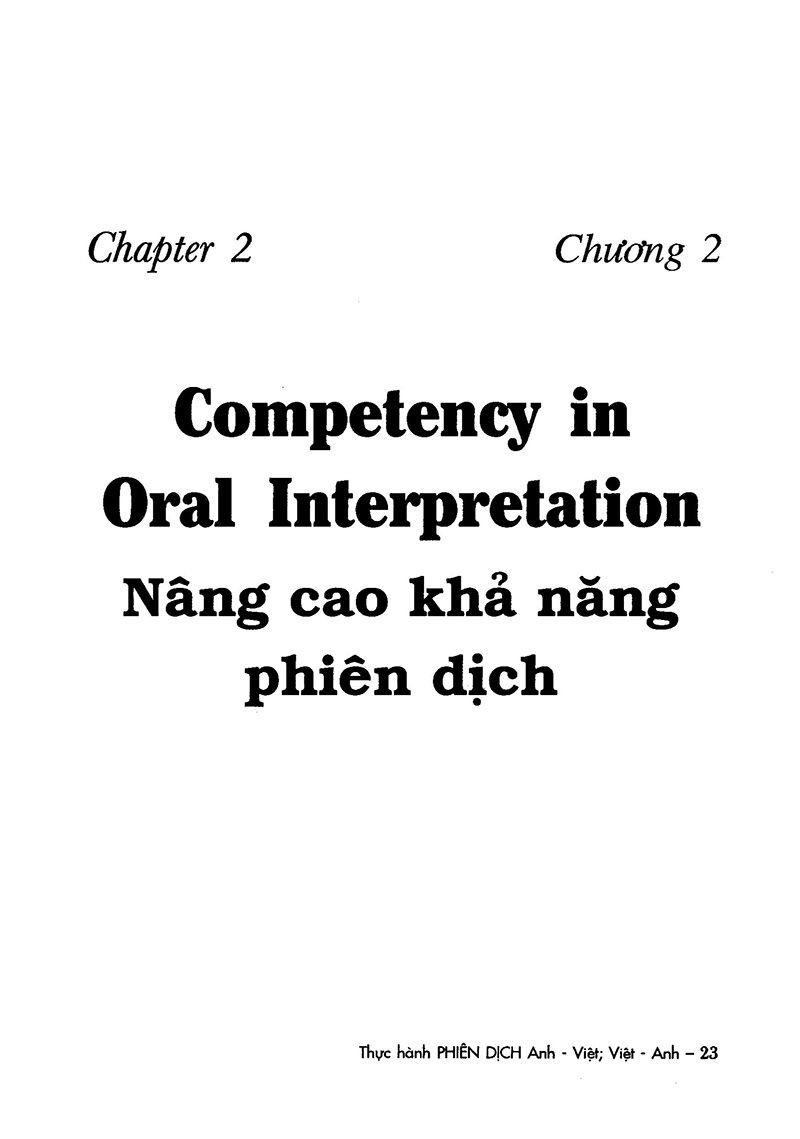 Chapter 2 Chương 2
Competency in
Oral Interpretation
Nâng cao khả năng
phiên dịch
Thực hành PHIÊN DỊCH Anh - Việt; Việt - Anh – 23